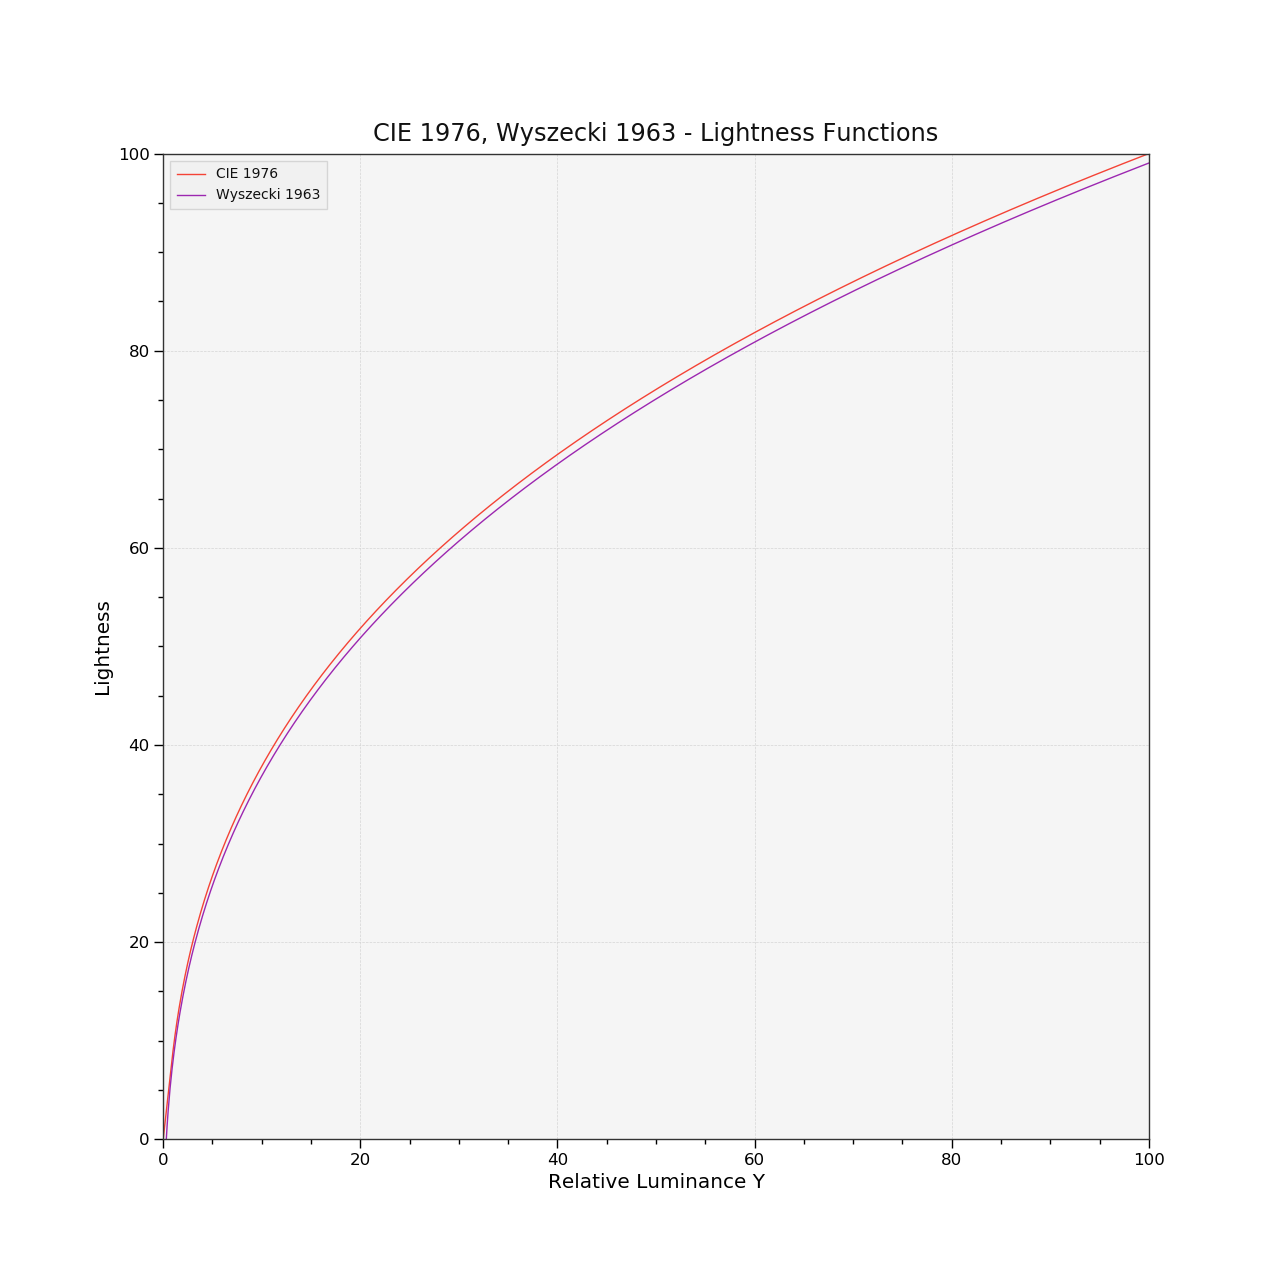 CIE 1976, Wyszecki 1963 - Lightness Functions
CIE 1976
Wyszecki 1963
100
80
60
40
20
0
Lightness
0 20 40 60 80 100
Relative Luminance Y